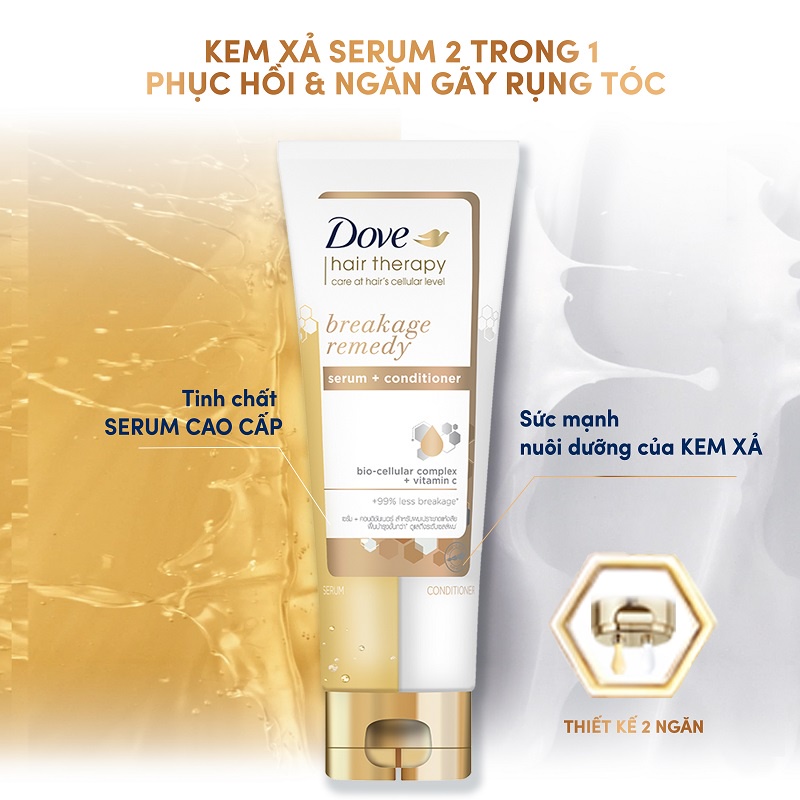 KEM XẢ SERUM 2 TRONG 1
PHỤC HỒI & NGĂN GÃY RỤNG TÓC
Dove
hair therapy
care at hair's cellular level
breakage
remedy
serum + conditioner
Tinh chất
SERUM CAO CẤP
Sức mạnh
nuôi dưỡng của KEM XẢ
bio-cellular complex
+ vitamin c
+99% less breakage*
SERUM
CONDITIONER
THIẾT KẾ 2 NGĂN